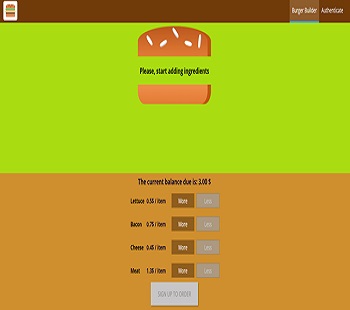 Burger Builder Authenticate
Please, start adding ingredients
The current balance due is: 3.00 $
Lettuce 0.55 / item More Less
Bacon 0.75 / item More Less
Cheese 0.45 / item More Less
Meat 1.35 / item More Less
SIGN UP TO ORDER